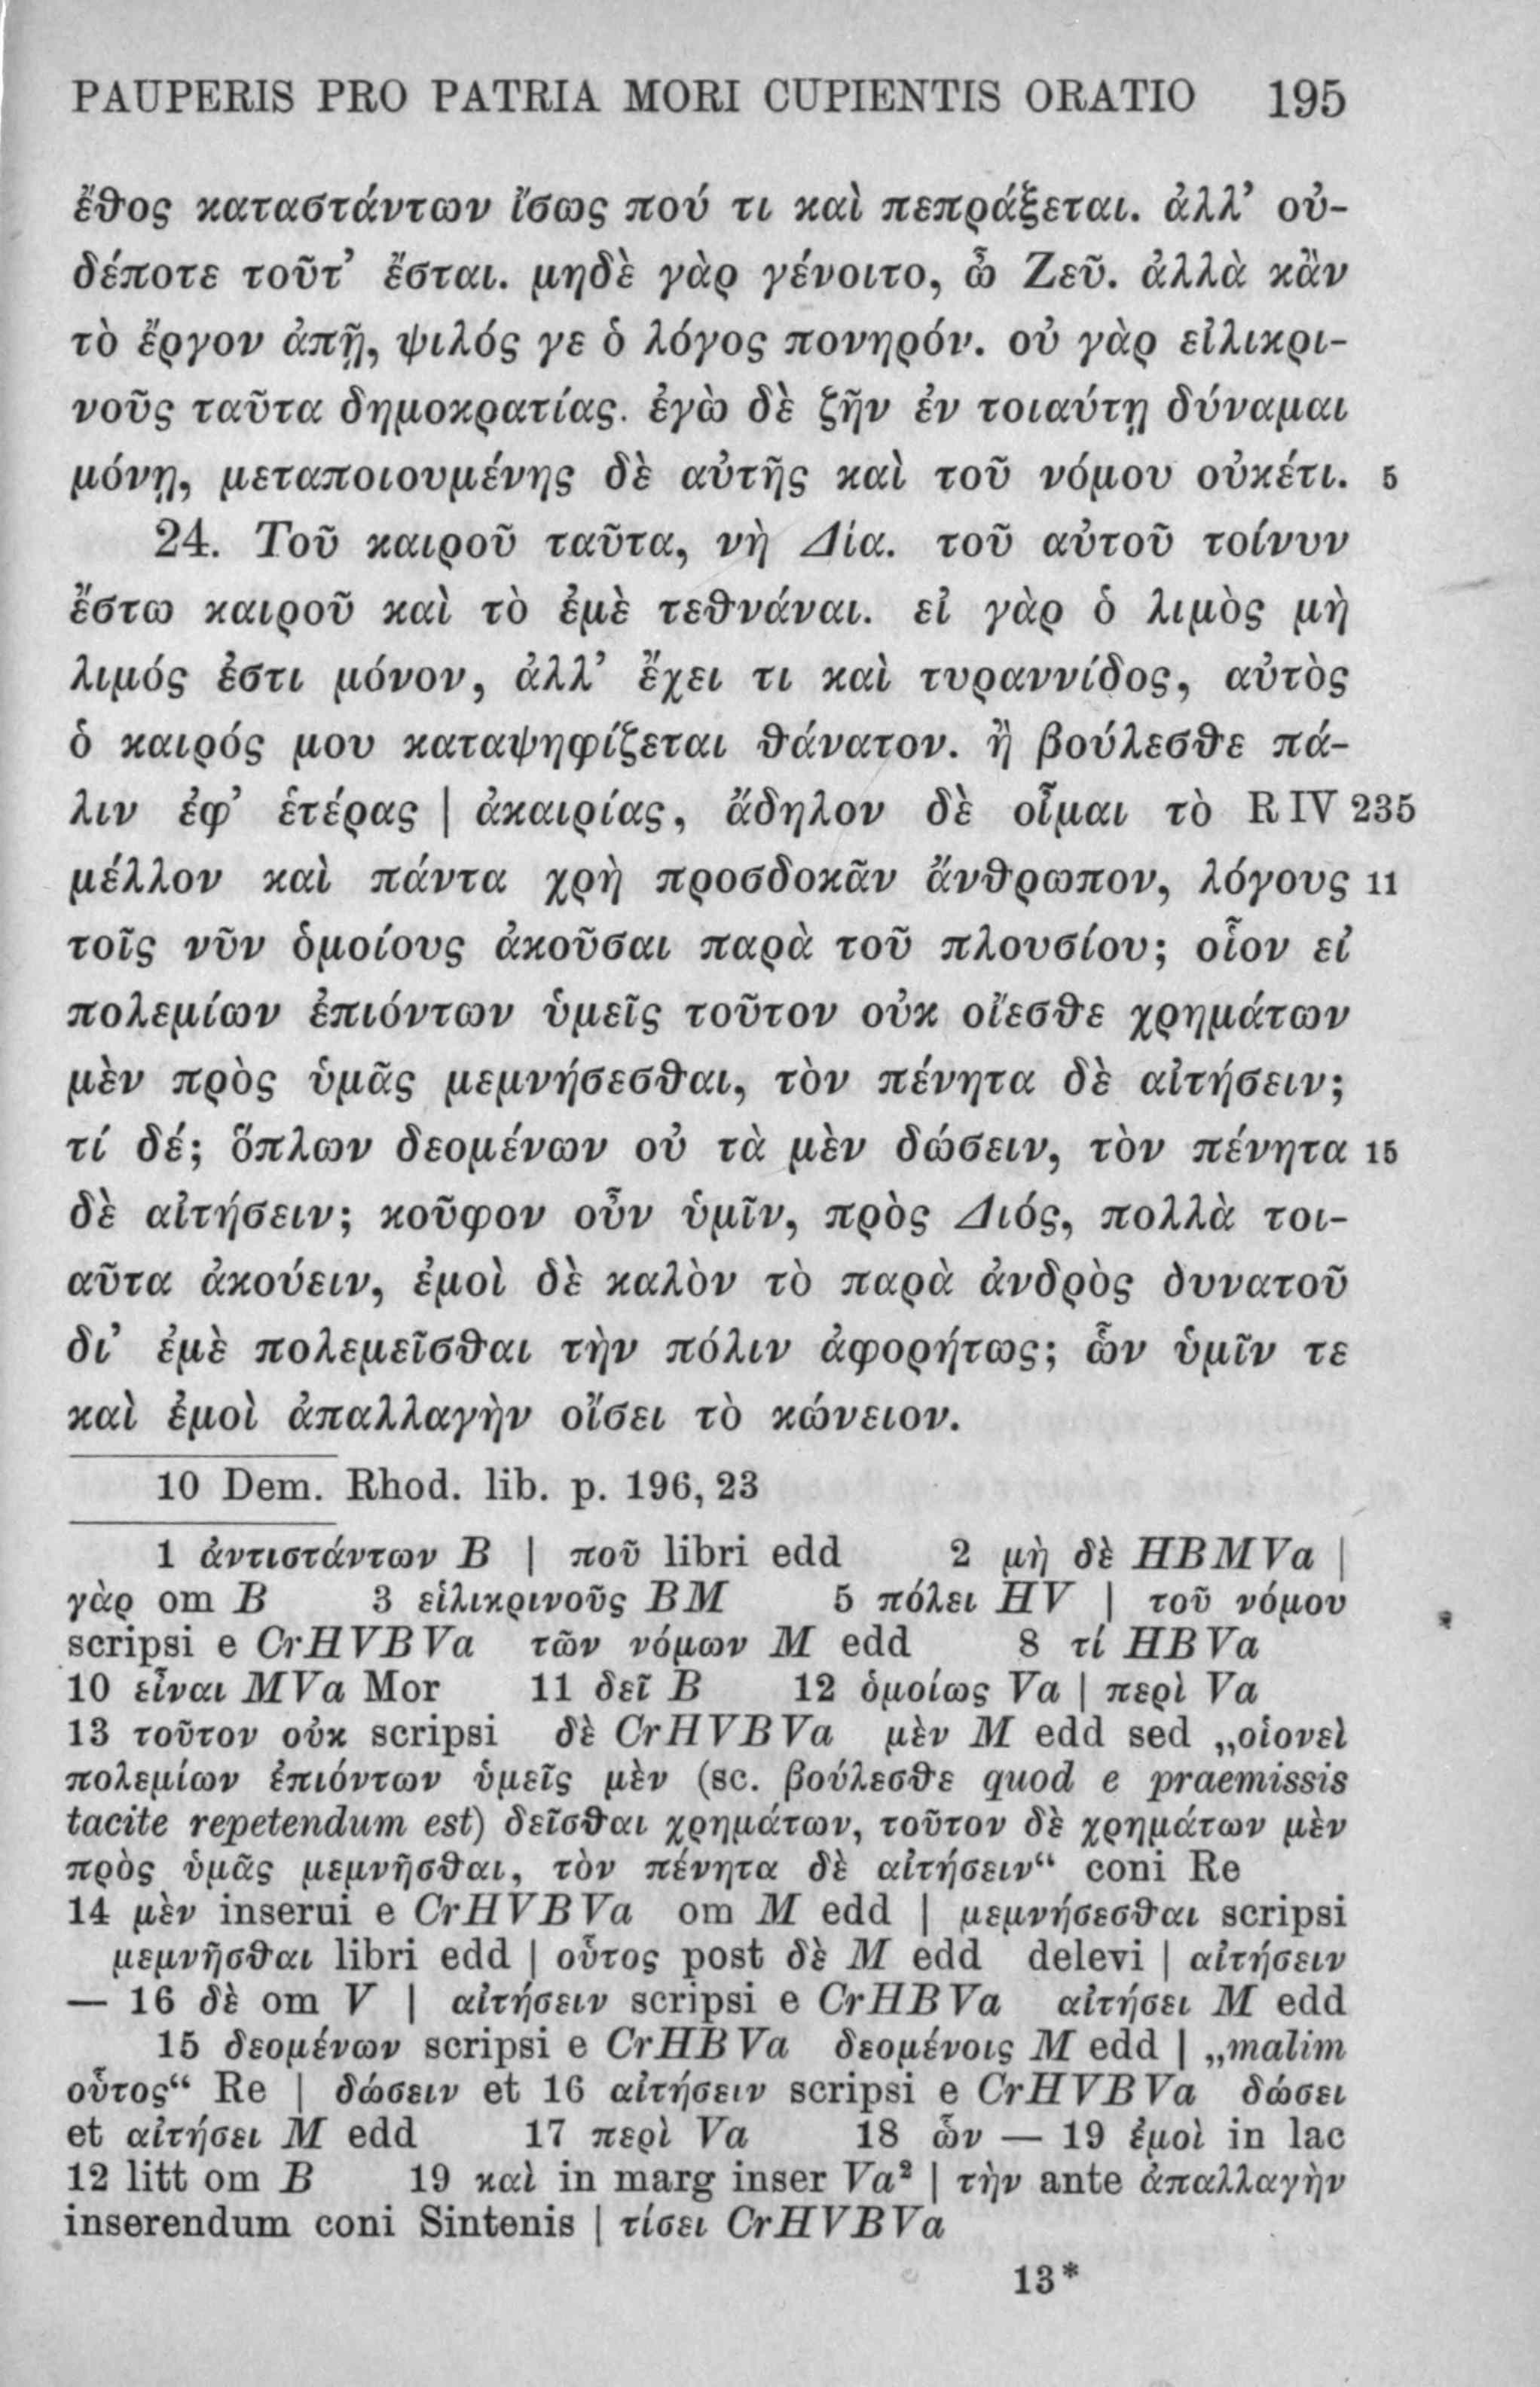 PAUPERIS PRO PATRIA MORI CUPIENTIS ORATIO 195
ἔθος καταστάντων ἴσως πού τι καὶ πεπράξεται. ἀλλ’ οὐ-
δέποτε τοῦτ’ ἔσται. μηδὲ γὰρ γένοιτο, ὦ Ζεῦ. ἀλλὰ κἂν
τὸ ἔργον ἀπῇ, ψιλός γε ὁ λόγος πονηρόν. οὐ γὰρ εἰλικρι-
νοῦς ταῦτα δημοκρατίας. ἐγὼ δὲ ζῆν ἐν τοιαύτῃ δύναμαι
μόνῃ, μεταποιουμένης δὲ αὐτῆς καὶ τοῦ νόμου οὐκέτι. 5
24. Τοῦ καιροῦ ταῦτα, νὴ Δία. τοῦ αὐτοῦ τοίνυν
ἔστω καιροῦ καὶ τὸ ἐμὲ τεθνάναι. εἰ γὰρ ὁ λιμὸς μὴ
λιμός ἐστι μόνον, ἀλλ’ ἔχει τι καὶ τυραννίδος, αὐτὸς
ὁ καιρός μου καταψηφίζεται θάνατον. ἢ βούλεσθε πά-
λιν ἐφ’ ἑτέρας | ἀκαιρίας, ἄδηλον δὲ οἶμαι τὸ R IV 235
μέλλον καὶ πάντα χρὴ προσδοκᾶν ἄνθρωπον, λόγους 11
τοῖς νῦν ὁμοίους ἀκοῦσαι παρὰ τοῦ πλουσίου; οἷον εἰ
πολεμίων ἐπιόντων ὑμεῖς τοῦτον οὐκ οἴεσθε χρημάτων
μὲν πρὸς ὑμᾶς μεμνήσεσθαι, τὸν πένητα δὲ αἰτήσειν;
τί δέ; ὅπλων δεομένων οὐ τὰ μὲν δώσειν, τὸν πένητα 15
δὲ αἰτήσειν; κοῦφον οὖν ὑμῖν, πρὸς Διός, πολλὰ τοι-
αῦτα ἀκούειν, ἐμοὶ δὲ καλὸν τὸ παρὰ ἀνδρὸς δυνατοῦ
δι’ ἐμὲ πολεμεῖσθαι τὴν πόλιν ἀφορήτως; ὧν ὑμῖν τε
καὶ ἐμοὶ ἀπαλλαγὴν οἴσει τὸ κώνειον.
10 Dem. Rhod. lib. p. 196, 23
1 ἀντιστάντων B | ποῦ libri edd 2 μὴ δὲ HBMVa |
γὰρ om B 3 εἱλικρινοῦς BM 5 πόλει HV | τοῦ νόμου
scripsi e CrHVBVa τῶν νόμων M edd 8 τί HBVa
10 εἶναι MVa Mor 11 δεῖ B 12 ὁμοίως Va | περὶ Va
13 τοῦτον οὐκ scripsi δὲ CrHVBVa μὲν M edd sed „οἱονεὶ
πολεμίων ἐπιόντων ὑμεῖς μὲν (sc. βούλεσθε quod e praemissis
tacite repetendum est) δεῖσθαι χρημάτων, τοῦτον δὲ χρημάτων μὲν
πρὸς ὑμᾶς μεμνῆσθαι, τὸν πένητα δὲ αἰτήσειν“ coni Re
14 μὲν inserui e CrHVBVa om M edd | μεμνήσεσθαι scripsi
μεμνῆσθαι libri edd | οὗτος post δὲ M edd delevi | αἰτήσειν
— 16 δὲ om V | αἰτήσειν scripsi e CrHBVa αἰτήσει M edd
15 δεομένων scripsi e CrHBVa δεομένοις M edd | „malim
οὗτος“ Re | δώσειν et 16 αἰτήσειν scripsi e CrHVBVa δώσει
et αἰτήσει M edd 17 περὶ Va 18 ὧν — 19 ἐμοὶ in lac
12 litt om B 19 καὶ in marg inser Va² | τὴν ante ἀπαλλαγὴν
inserendum coni Sintenis | τίσει CrHVBVa
13*